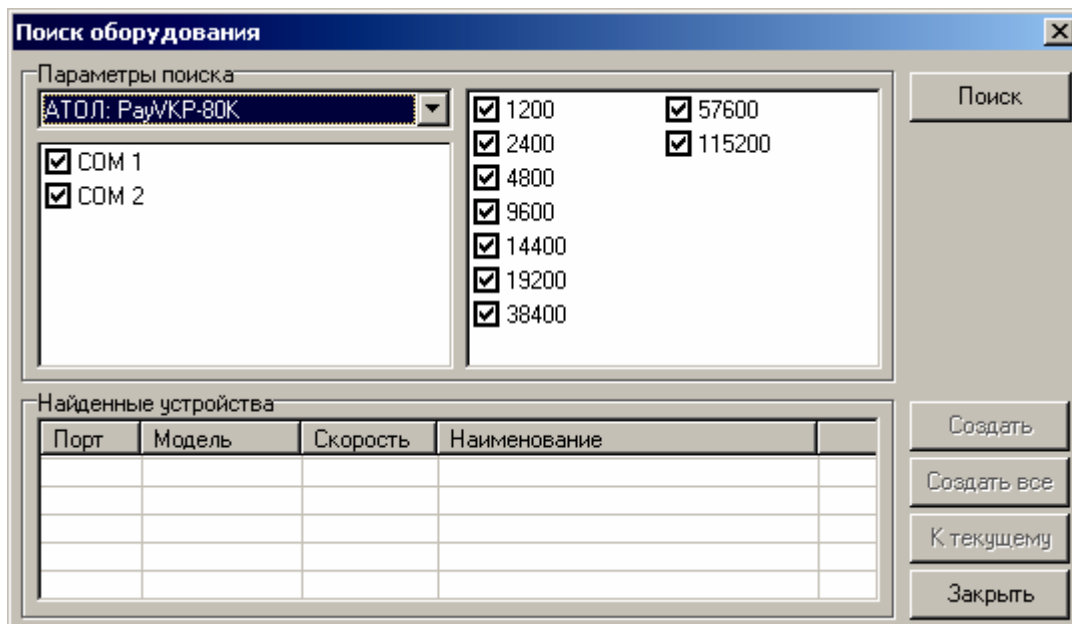 Поиск оборудования
Параметры поиска
АТОЛ: PayVKP-80K
COM 1
COM 2
1200
2400
4800
9600
14400
19200
38400
57600
115200
Поиск
Найденные устройства
Порт Модель Скорость Наименование
Создать
Создать все
К текущему
Закрыть